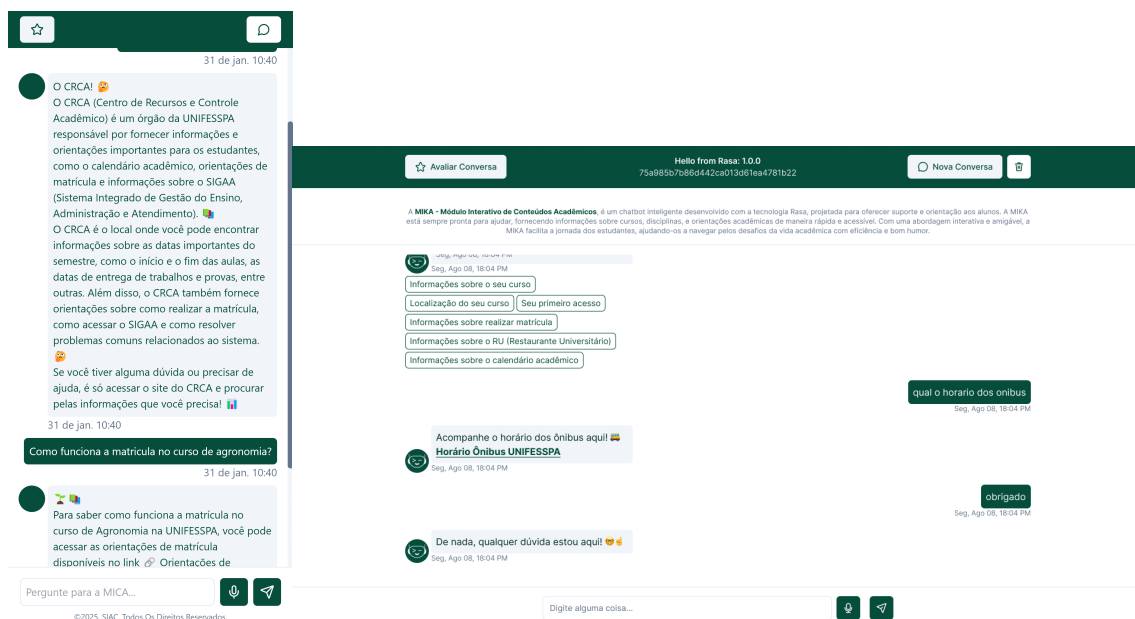 31 de jan. 10:40
O CRCA! 🤔
O CRCA (Centro de Recursos e Controle
Acadêmico) é um órgão da UNIFESSPA
responsável por fornecer informações e
orientações importantes para os estudantes,
como o calendário acadêmico, orientações de
matrícula e informações sobre o SIGAA
(Sistema Integrado de Gestão do Ensino,
Administração e Atendimento). 📚
O CRCA é o local onde você pode encontrar
informações sobre as datas importantes do
semestre, como o início e o fim das aulas, as
datas de entrega de trabalhos e provas, entre
outras. Além disso, o CRCA também fornece
orientações sobre como realizar a matrícula,
como acessar o SIGAA e como resolver
problemas comuns relacionados ao sistema.
🤔
Se você tiver alguma dúvida ou precisar de
ajuda, é só acessar o site do CRCA e procurar
pelas informações que você precisa! 📊
31 de jan. 10:40
Como funciona a matricula no curso de agronomia?
31 de jan. 10:40
🌱📚
Para saber como funciona a matrícula no
curso de Agronomia na UNIFESSPA, você pode
acessar as orientações de matrícula
disponíveis no link 🔗 Orientações de
Pergunte para a MICA...
©2025, SIAC. Todos Os Direitos Reservados
Avaliar Conversa
Hello from Rasa: 1.0.0
75a985b7b86d442ca013d61ea4781b22
Nova Conversa
A MIKA - Módulo Interativo de Conteúdos Acadêmicos, é um chatbot inteligente desenvolvido com a tecnologia Rasa, projetada para oferecer suporte e orientação aos alunos. A MIKA
está sempre pronta para ajudar, fornecendo informações sobre cursos, disciplinas, e orientações acadêmicas de maneira rápida e acessível. Com uma abordagem interativa e amigável, a
MIKA facilita a jornada dos estudantes, ajudando-os a navegar pelos desafios da vida acadêmica com eficiência e bom humor.
Seg, Ago 08, 18:04 PM
Seg, Ago 08, 18:04 PM
Informações sobre o seu curso
Localização do seu curso
Seu primeiro acesso
Informações sobre realizar matrícula
Informações sobre o RU (Restaurante Universitário)
Informações sobre o calendário acadêmico
qual o horario dos onibus
Seg, Ago 08, 18:04 PM
Acompanhe o horário dos ônibus aqui! 🚌
Horário Ônibus UNIFESSPA
Seg, Ago 08, 18:04 PM
obrigado
Seg, Ago 08, 18:04 PM
De nada, qualquer dúvida estou aqui! 🤓☝
Seg, Ago 08, 18:04 PM
Digite alguma coisa...